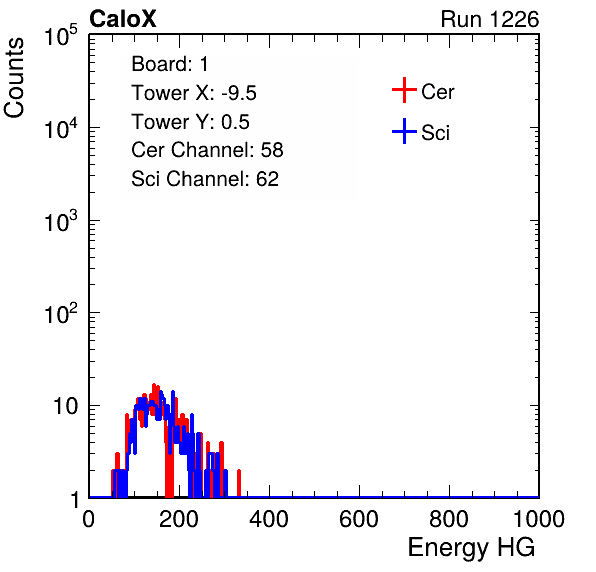 CaloX Run 1226
Counts
10^5
10^4
10^3
10^2
10
1
Board: 1
Tower X: -9.5
Tower Y: 0.5
Cer Channel: 58
Sci Channel: 62
Cer
Sci
0 200 400 600 800 1000
Energy HG